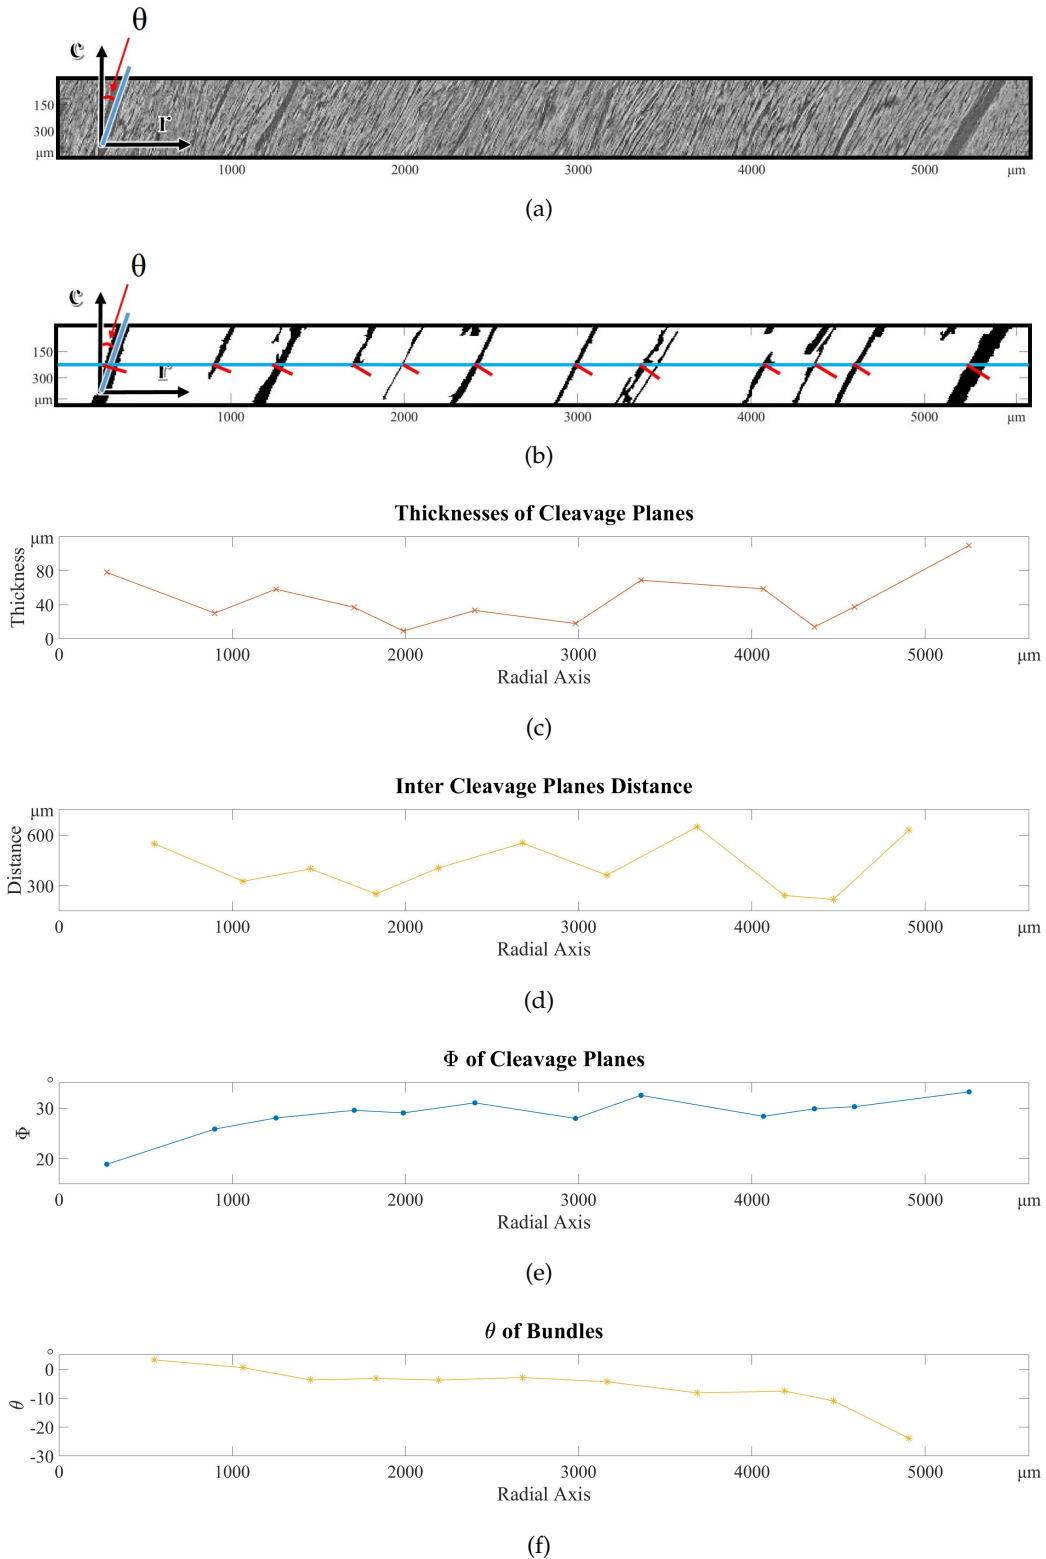 θ
c
r
150
300
μm
1000 2000 3000 4000 5000 μm
(a)
θ
c
r
150
300
μm
1000 2000 3000 4000 5000 μm
(b)
Thicknesses of Cleavage Planes
μm
Thickness
80
40
0
0 1000 2000 3000 4000 5000 μm
Radial Axis
(c)
Inter Cleavage Planes Distance
μm
Distance
600
300
0 1000 2000 3000 4000 5000 μm
Radial Axis
(d)
Φ of Cleavage Planes
°
Φ
30
20
0 1000 2000 3000 4000 5000 μm
Radial Axis
(e)
θ of Bundles
°
θ
0
-10
-20
-30
0 1000 2000 3000 4000 5000 μm
Radial Axis
(f)